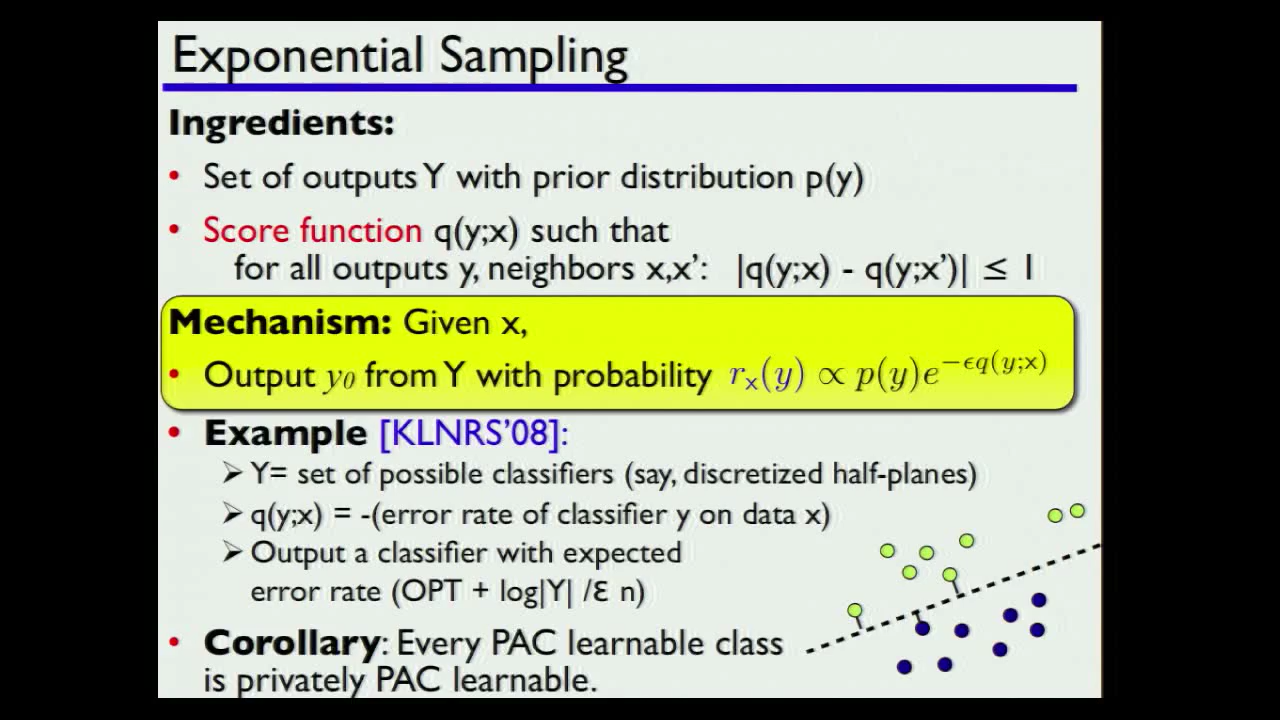 Exponential Sampling
Ingredients:
• Set of outputs Y with prior distribution p(y)
• Score function q(y;x) such that
for all outputs y, neighbors x,x’: |q(y;x) - q(y;x’)| ≤ 1
Mechanism: Given x,
• Output y₀ from Y with probability rₓ(y) ∝ p(y)e^{−ϵq(y;x)}
• Example [KLNRS’08]:
➢ Y= set of possible classifiers (say, discretized half-planes)
➢ q(y;x) = -(error rate of classifier y on data x)
➢ Output a classifier with expected
error rate (OPT + log|Y| /ε n)
• Corollary: Every PAC learnable class
is privately PAC learnable.